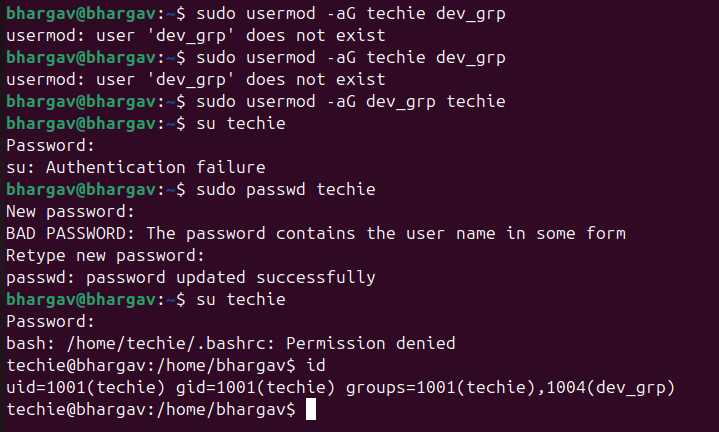 bhargav@bhargav:~$ sudo usermod -aG techie dev_grp
usermod: user 'dev_grp' does not exist
bhargav@bhargav:~$ sudo usermod -aG techie dev_grp
usermod: user 'dev_grp' does not exist
bhargav@bhargav:~$ sudo usermod -aG dev_grp techie
bhargav@bhargav:~$ su techie
Password:
su: Authentication failure
bhargav@bhargav:~$ sudo passwd techie
New password:
BAD PASSWORD: The password contains the user name in some form
Retype new password:
passwd: password updated successfully
bhargav@bhargav:~$ su techie
Password:
bash: /home/techie/.bashrc: Permission denied
techie@bhargav:/home/bhargav$ id
uid=1001(techie) gid=1001(techie) groups=1001(techie),1004(dev_grp)
techie@bhargav:/home/bhargav$